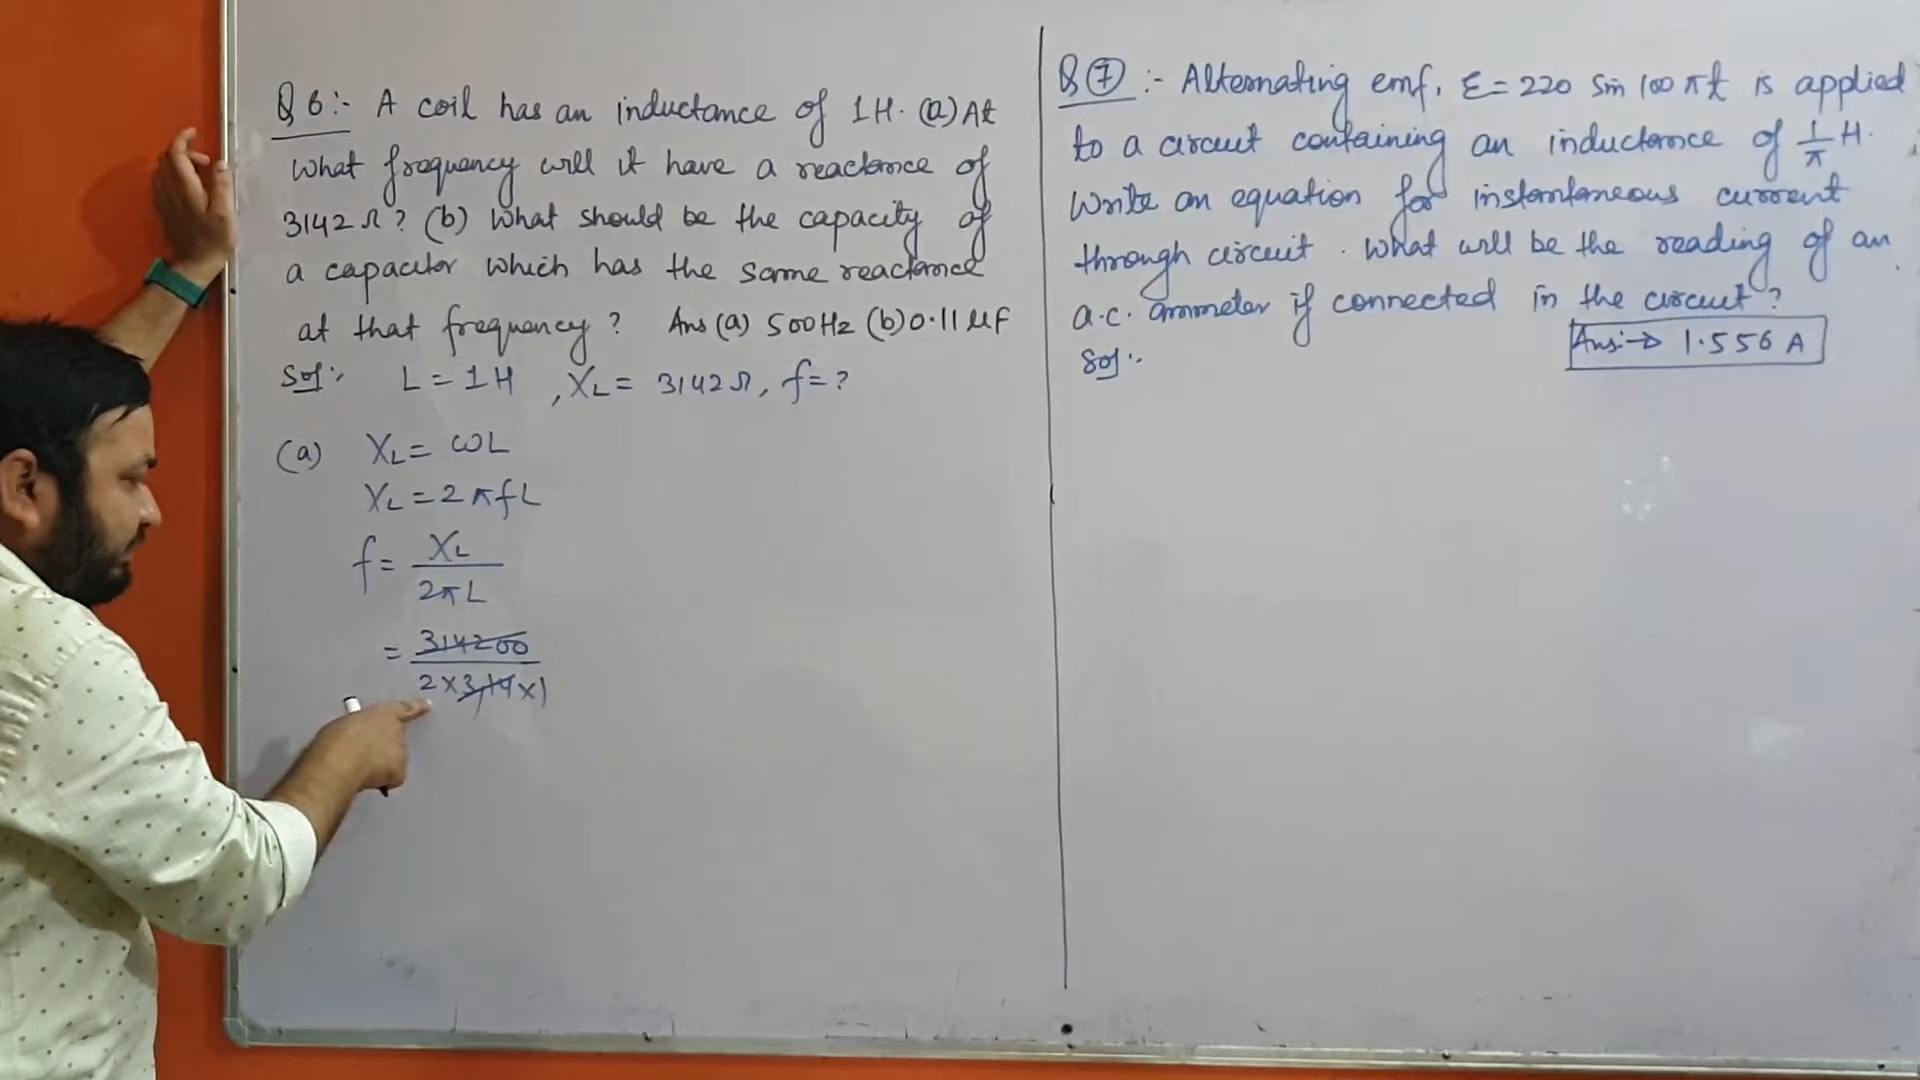 Q 6:- A coil has an inductance of 1H. (a) At
what frequency will it have a reactance of
3142 Ω? (b) What should be the capacity of
a capacitor which has the same reactance
at that frequency? Ans (a) 500Hz (b) 0.11 μF
Sol:- L = 1H , XL = 3142Ω, f= ?
(a) XL = ωL
XL = 2πfL
f = XL / 2πL
= 314200 / 2×3.14×1
Q 7 :- Alternating emf, ε = 220 Sin 100 πt is applied
to a circuit containing an inductance of 1/π H.
Write an equation for instantaneous current
through circuit. What will be the reading of an
a.c. ammeter if connected in the circuit?
Sol:-
Ans:→ 1.556 A